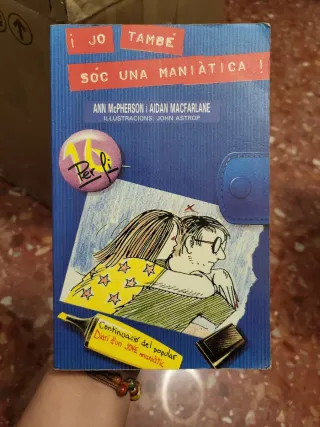 I JO TAMBÉ
SÓC UNA MANIÀTICA !
ANN McPHERSON i AIDAN MACFARLANE
IL·LUSTRACIONS: JOHN ASTROP
16
Per fi
Continuació del popular
Diari d'un JOVE maniàtic